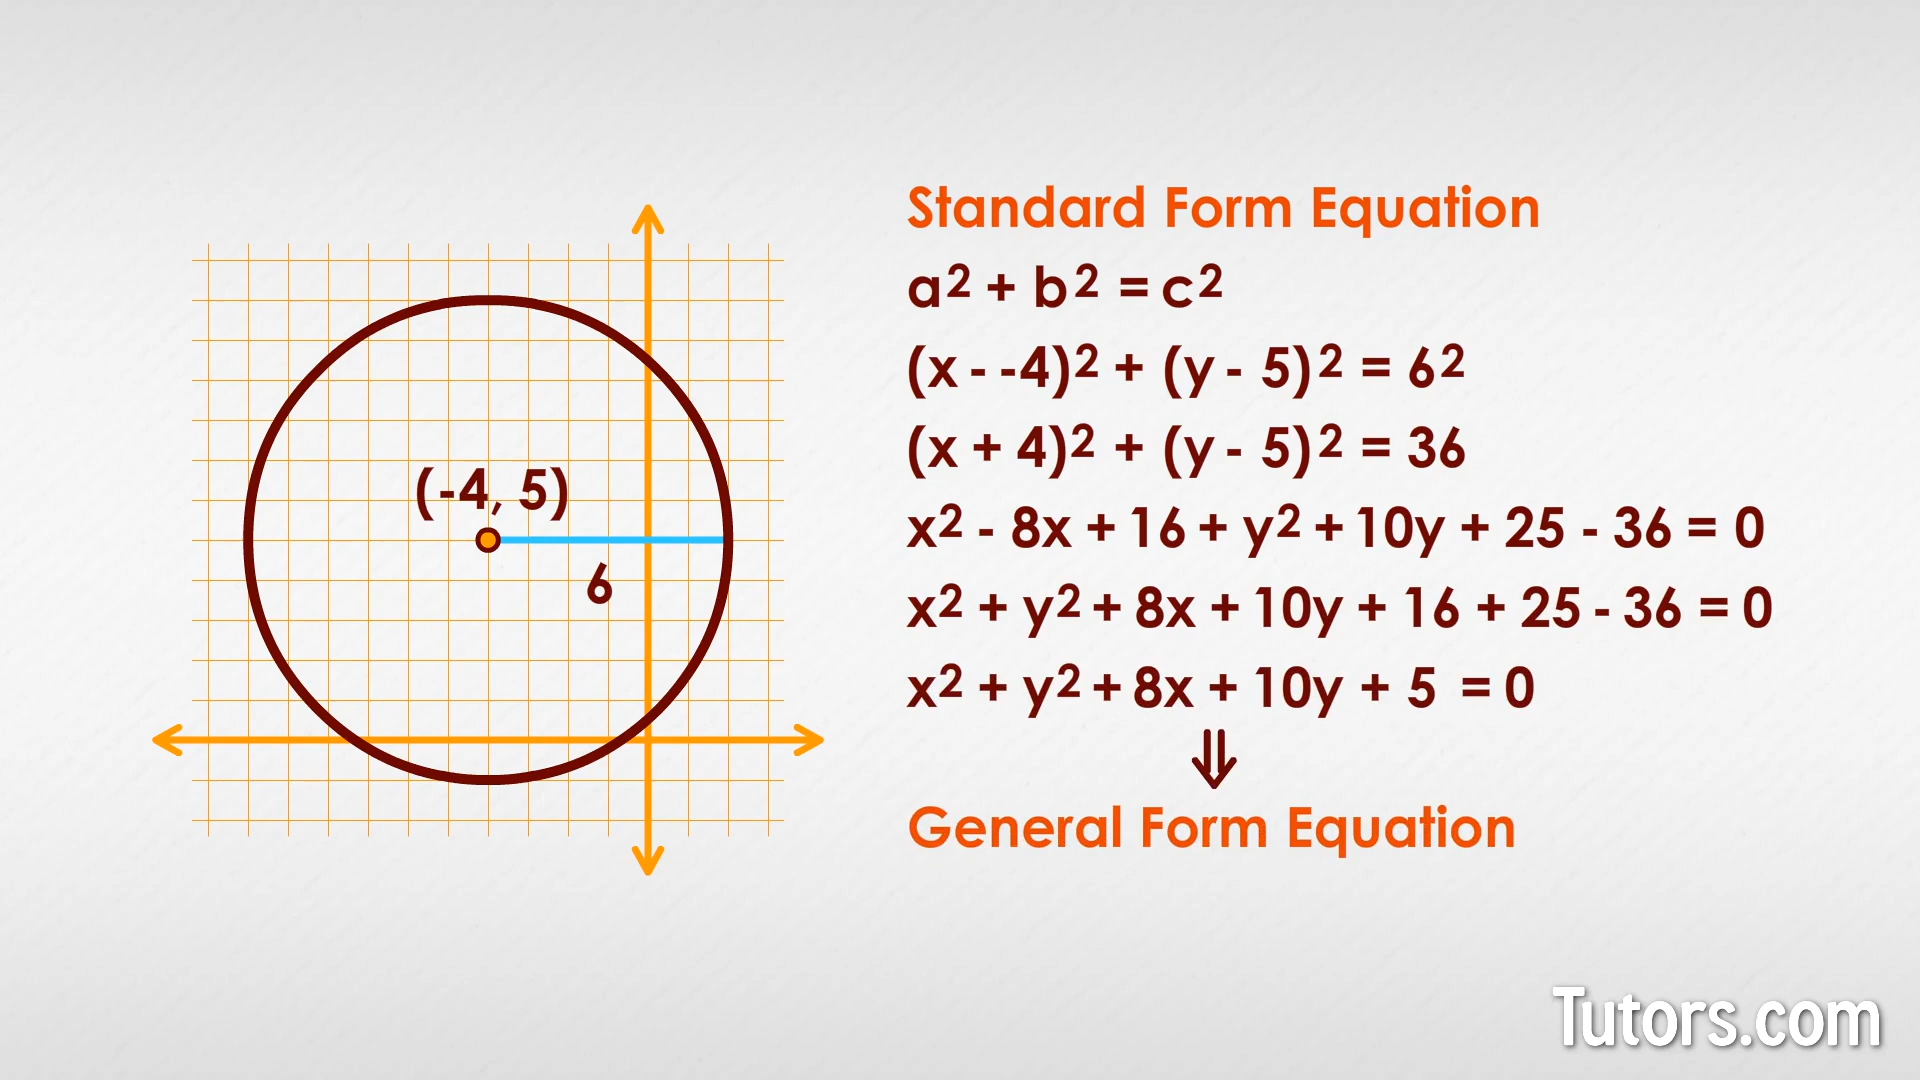 Standard Form Equation
a² + b² = c²
(x - -4)² + (y - 5)² = 6²
(x + 4)² + (y - 5)² = 36
x² - 8x + 16 + y² + 10y + 25 - 36 = 0
x² + y² + 8x + 10y + 16 + 25 - 36 = 0
x² + y² + 8x + 10y + 5 = 0
⇓
General Form Equation
(-4, 5)
6
Tutors.com